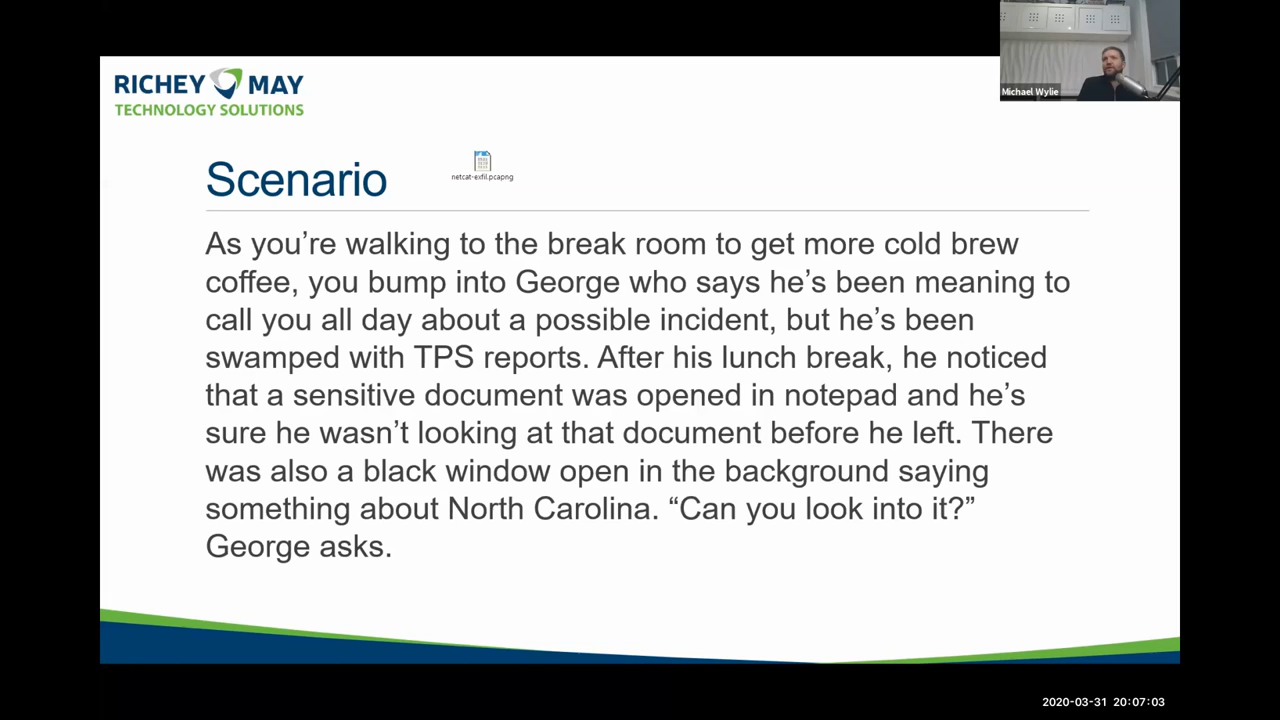 RICHEY MAY
TECHNOLOGY SOLUTIONS
Michael Wylie
Scenario
netcat-exfil.pcapng
As you’re walking to the break room to get more cold brew
coffee, you bump into George who says he’s been meaning to
call you all day about a possible incident, but he’s been
swamped with TPS reports. After his lunch break, he noticed
that a sensitive document was opened in notepad and he’s
sure he wasn’t looking at that document before he left. There
was also a black window open in the background saying
something about North Carolina. “Can you look into it?”
George asks.
2020-03-31 20:07:03